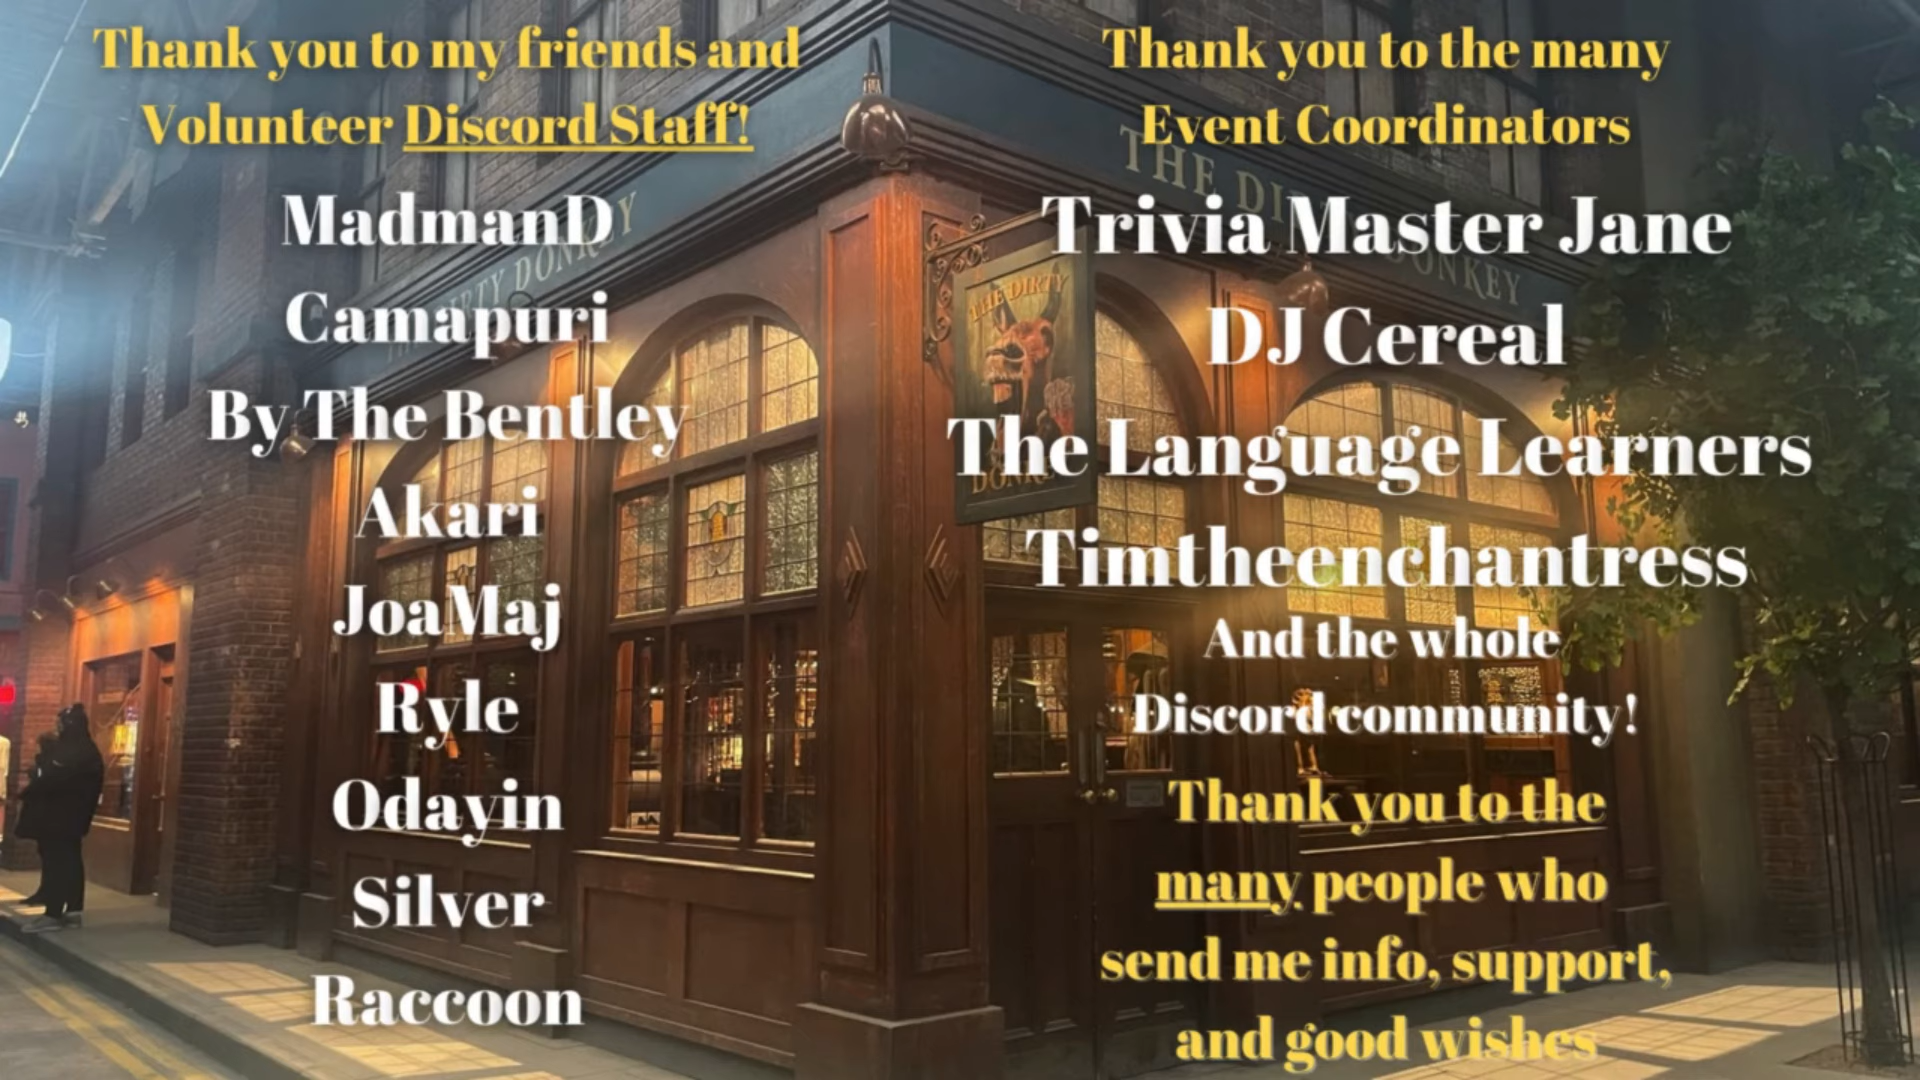 Thank you to my friends and
Volunteer Discord Staff!
MadmanD
Camapuri
By The Bentley
Akari
JoaMaj
Ryle
Odayin
Silver
Raccoon
Thank you to the many
Event Coordinators
Trivia Master Jane
DJ Cereal
The Language Learners
Timtheenchantress
And the whole
Discord community!
Thank you to the
many people who
send me info, support,
and good wishes
THE DIRTY